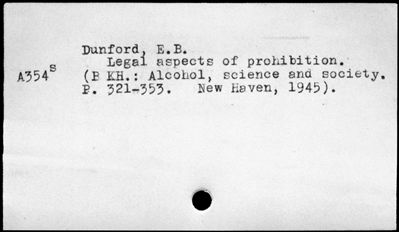 Dunford, E.B.
Legal aspects of prohibition.
A354s (B KH.: Alcohol, science and society.
P. 321-353. New Haven, 1945).